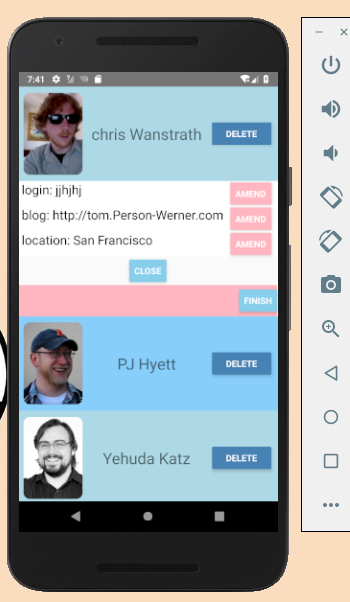 7:41
chris Wanstrath DELETE
login: jjhjhj AMEND
blog: http://tom.Person-Werner.com AMEND
location: San Francisco AMEND
CLOSE
FINISH
PJ Hyett DELETE
Yehuda Katz DELETE